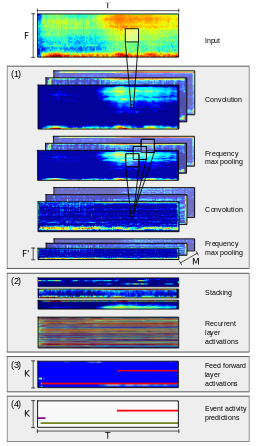 T
F
Input
(1)
Convolution
Frequency
max pooling
Convolution
Frequency
max pooling
F'
M
(2)
Stacking
Recurrent
layer
activations
(3)
K
Feed forward
layer
activations
(4)
K
Event activity
predictions
T